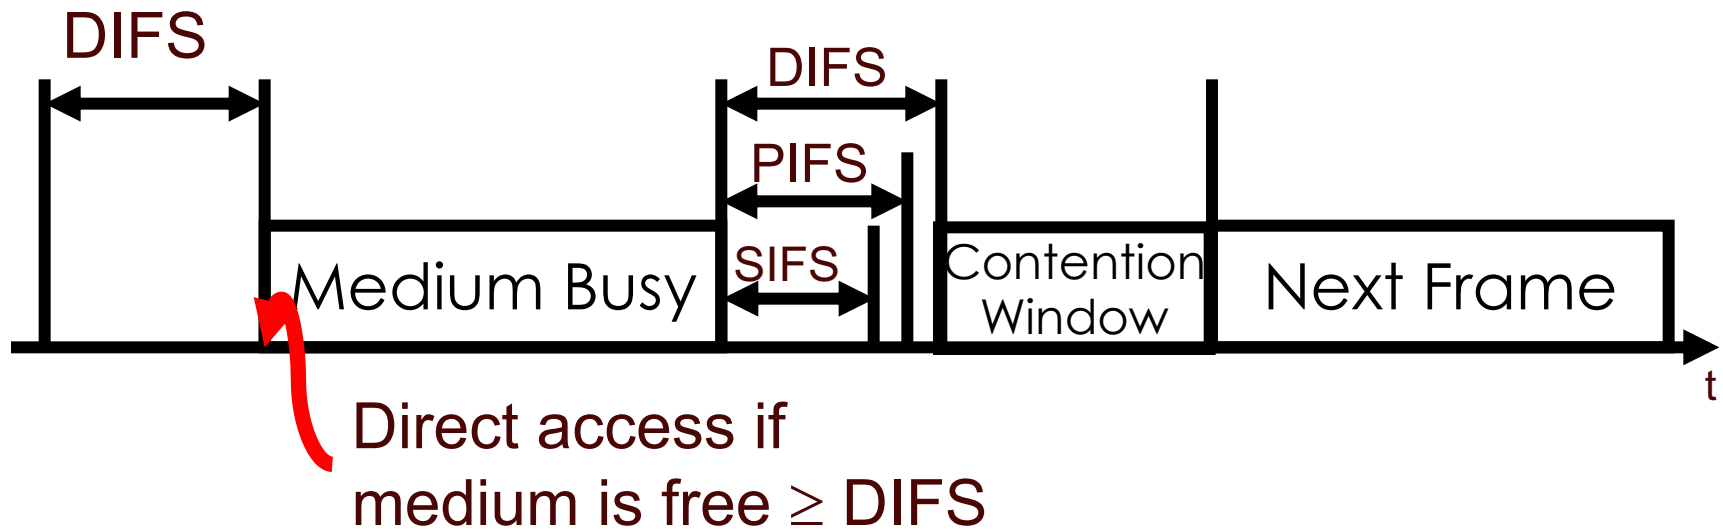 DIFS
DIFS
PIFS
SIFS
Medium Busy
Contention
Window
Next Frame
t
Direct access if
medium is free ≥ DIFS